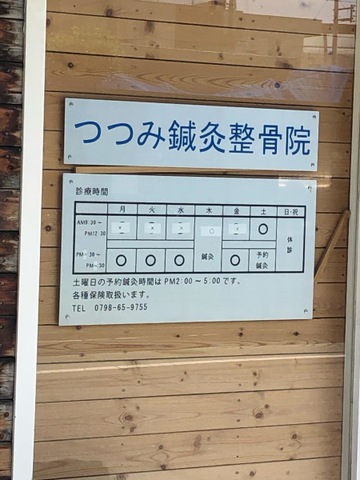 つつみ鍼灸整骨院
診療時間
月 火 水 木 金 土 日・祝
AM8:30～
PM12:30 ○ ○
鍼灸 休診
PM :30～
PM :30 ○ ○ ○ ○ 予約鍼灸
土曜日の予約鍼灸時間はPM2:00～5:00です。
各種保険取扱います。
TEL 0798-65-9755